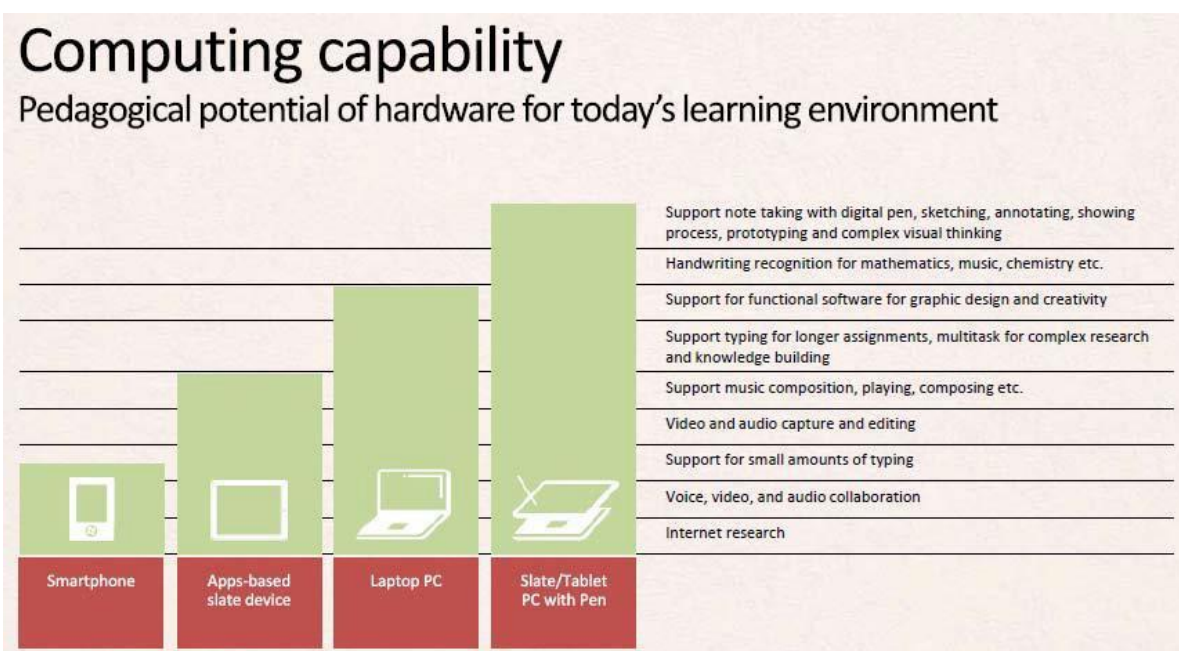 Computing capability
Pedagogical potential of hardware for today's learning environment
Support note taking with digital pen, sketching, annotating, showing
process, prototyping and complex visual thinking
Handwriting recognition for mathematics, music, chemistry etc.
Support for functional software for graphic design and creativity
Support typing for longer assignments, multitask for complex research
and knowledge building
Support music composition, playing, composing etc.
Video and audio capture and editing
Support for small amounts of typing
Voice, video, and audio collaboration
Internet research
Smartphone
Apps-based
slate device
Laptop PC
Slate/Tablet
PC with Pen